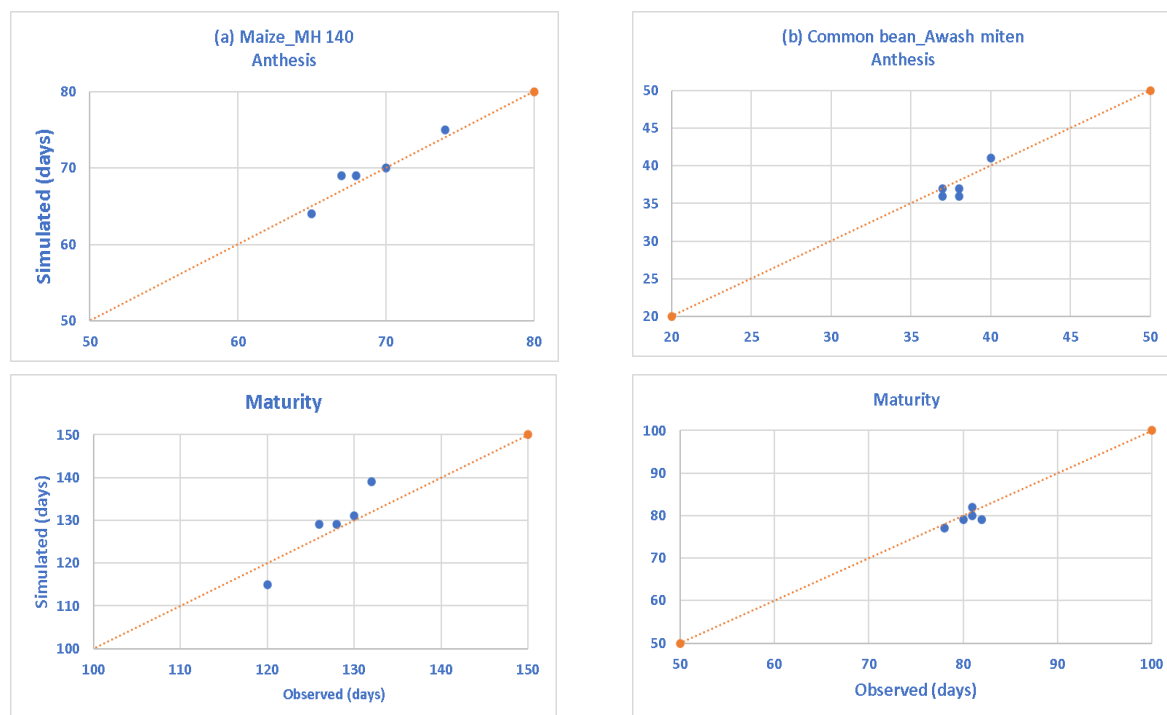 (a) Maize_MH 140
Anthesis
Simulated (days)
80
70
60
50
50 60 70 80
(b) Common bean_Awash miten
Anthesis
50
45
40
35
30
25
20
20 25 30 35 40 45 50
Maturity
Simulated (days)
150
140
130
120
110
100
100 110 120 130 140 150
Observed (days)
Maturity
100
90
80
70
60
50
50 60 70 80 90 100
Observed (days)